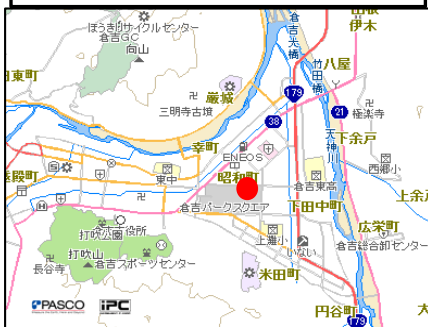 ほうきリサイクルセンター
倉吉GC
向山
倉吉大橋
竹田橋
伊木
八屋
田東町
巌城
179
三明寺古墳
38
21
極楽寺
幸町
天神川
下余戸
ENEOS
西郷小
東中
昭和町
倉吉東高
上余戸
倉吉パークスクエア
下田中町
打吹公園
役所
上灘小
広栄町
打吹山
いない
倉吉総合卸センター
長谷寺
倉吉スポーツセンター
米田町
PASCO
iPC
円谷町
179